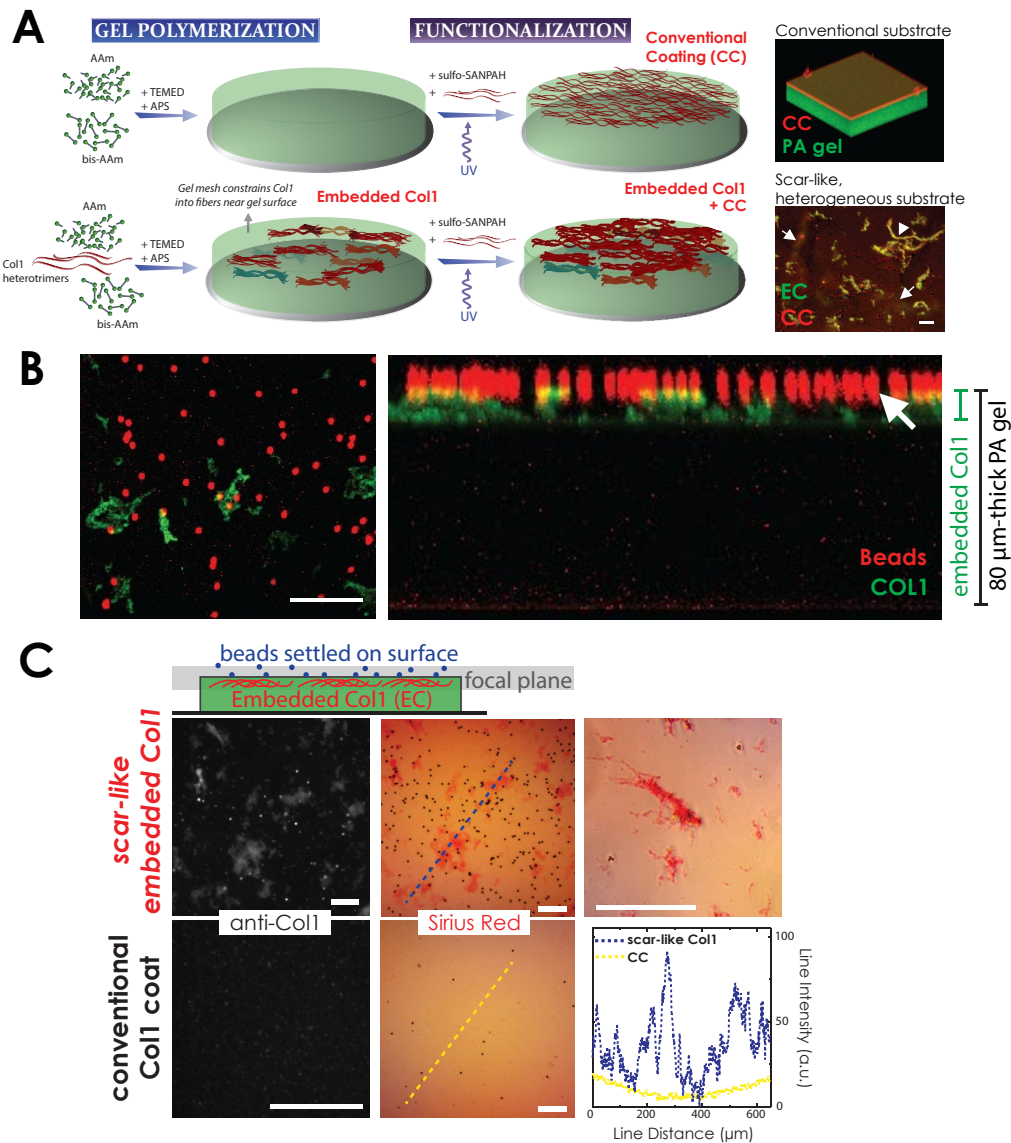 A
GEL POLYMERIZATION
FUNCTIONALIZATION
AAm
+ TEMED
+ APS
bis-AAm
+ sulfo-SANPAH
+
UV
Conventional
Coating (CC)
Conventional substrate
CC
PA gel
Gel mesh constrains Col1
into fibers near gel surface
Embedded Col1
AAm
Col1
heterotrimers
+ TEMED
+ APS
bis-AAm
+ sulfo-SANPAH
+
UV
Embedded Col1
+ CC
Scar-like,
heterogeneous substrate
EC
CC
B
Beads
COL1
embedded Col1
80 µm-thick PA gel
C
beads settled on surface
focal plane
Embedded Col1 (EC)
scar-like
embedded Col1
anti-Col1
Sirius Red
conventional
Col1 coat
scar-like Col1
CC
100
50
0
Line Intensity (a.u.)
0
200
400
600
Line Distance (µm)